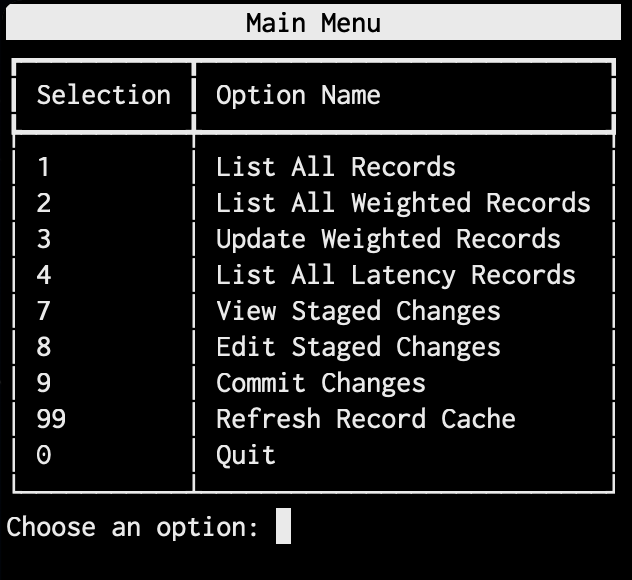 Main Menu
Selection Option Name
1 List All Records
2 List All Weighted Records
3 Update Weighted Records
4 List All Latency Records
7 View Staged Changes
8 Edit Staged Changes
9 Commit Changes
99 Refresh Record Cache
0 Quit
Choose an option: